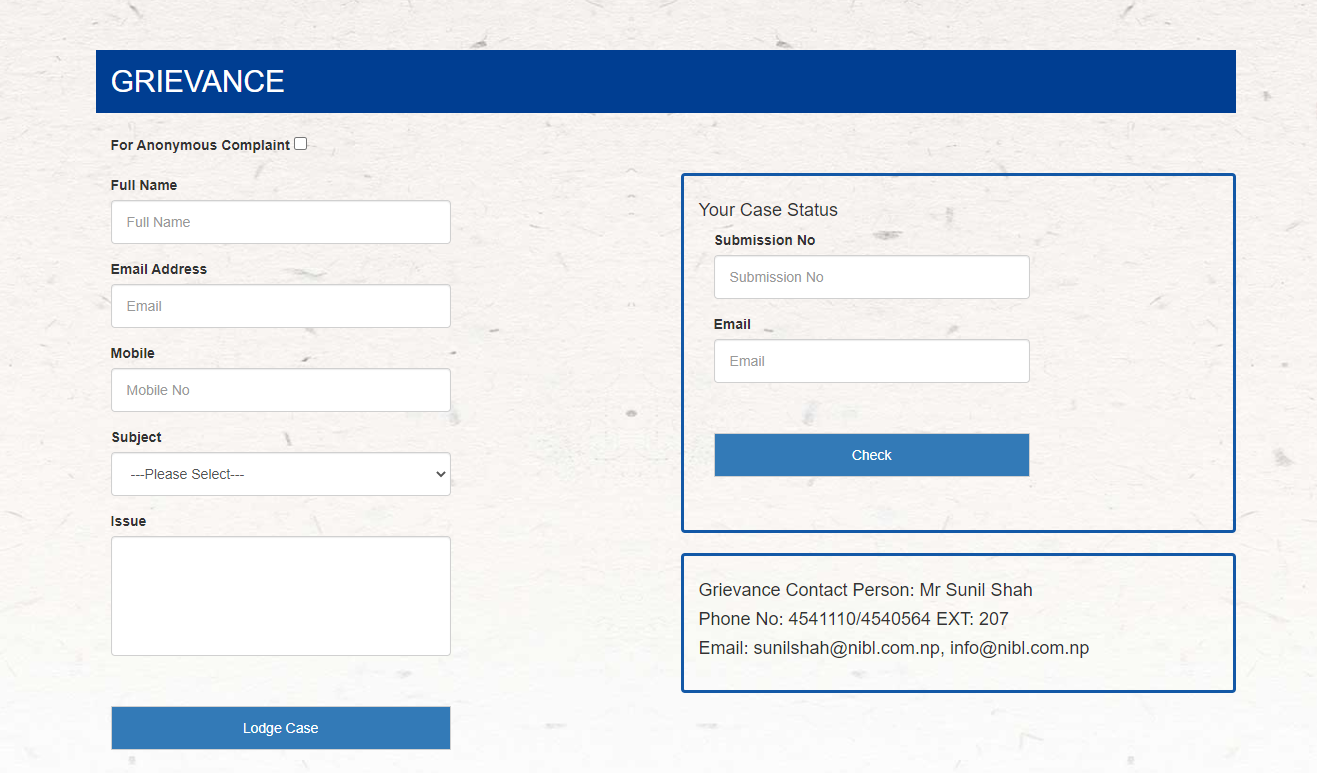 GRIEVANCE
For Anonymous Complaint
Full Name
Full Name
Email Address
Email
Mobile
Mobile No
Subject
---Please Select---
Issue
Lodge Case
Your Case Status
Submission No
Submission No
Email
Email
Check
Grievance Contact Person: Mr Sunil Shah
Phone No: 4541110/4540564 EXT: 207
Email: sunilshah@nibl.com.np, info@nibl.com.np